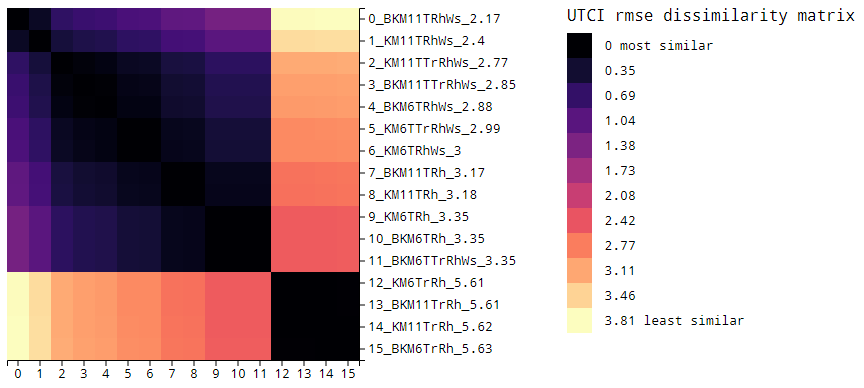 UTCI rmse dissimilarity matrix
0_BKM11TRhWs_2.17
1_KM11TRhWs_2.4
2_KM11TTrRhWs_2.77
3_BKM11TTrRhWs_2.85
4_BKM6TRhWs_2.88
5_KM6TTrRhWs_2.99
6_KM6TRhWs_3
7_BKM11TRh_3.17
8_KM11TRh_3.18
9_KM6TRh_3.35
10_BKM6TRh_3.35
11_BKM6TTrRhWs_3.35
12_KM6TrRh_5.61
13_BKM11TrRh_5.61
14_KM11TrRh_5.62
15_BKM6TrRh_5.63
0 1 2 3 4 5 6 7 8 9 10 11 12 13 14 15
0 most similar
0.35
0.69
1.04
1.38
1.73
2.08
2.42
2.77
3.11
3.46
3.81 least similar